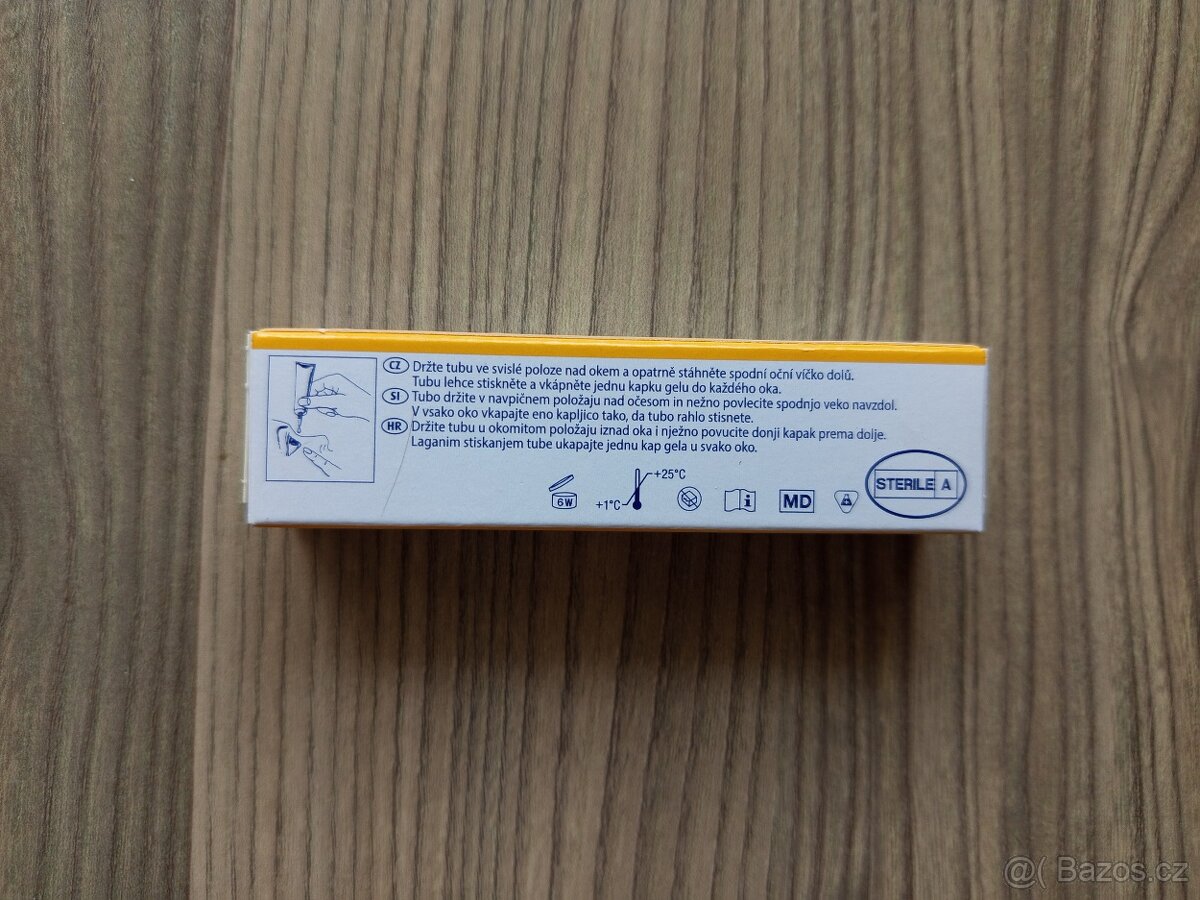 CZ Držte tubu ve svislé poloze nad okem a opatrně stáhněte spodní oční víčko dolů.
Tubu lehce stiskněte a vkápněte jednu kapku gelu do každého oka.
SI Tubo držite v navpičnem položaju nad očesom in nežno povlecite spodnjo veko navzdol.
V vsako oko vkapajte eno kapljico tako, da tubo rahlo stisnete.
HR Držite tubu u okomitom položaju iznad oka i nježno povucite donji kapak prema dolje.
Laganim stiskanjem tube ukapajte jednu kap gela u svako oko.
+25°C
6W +1°C i MD STERILE A
@( Bazos.cz